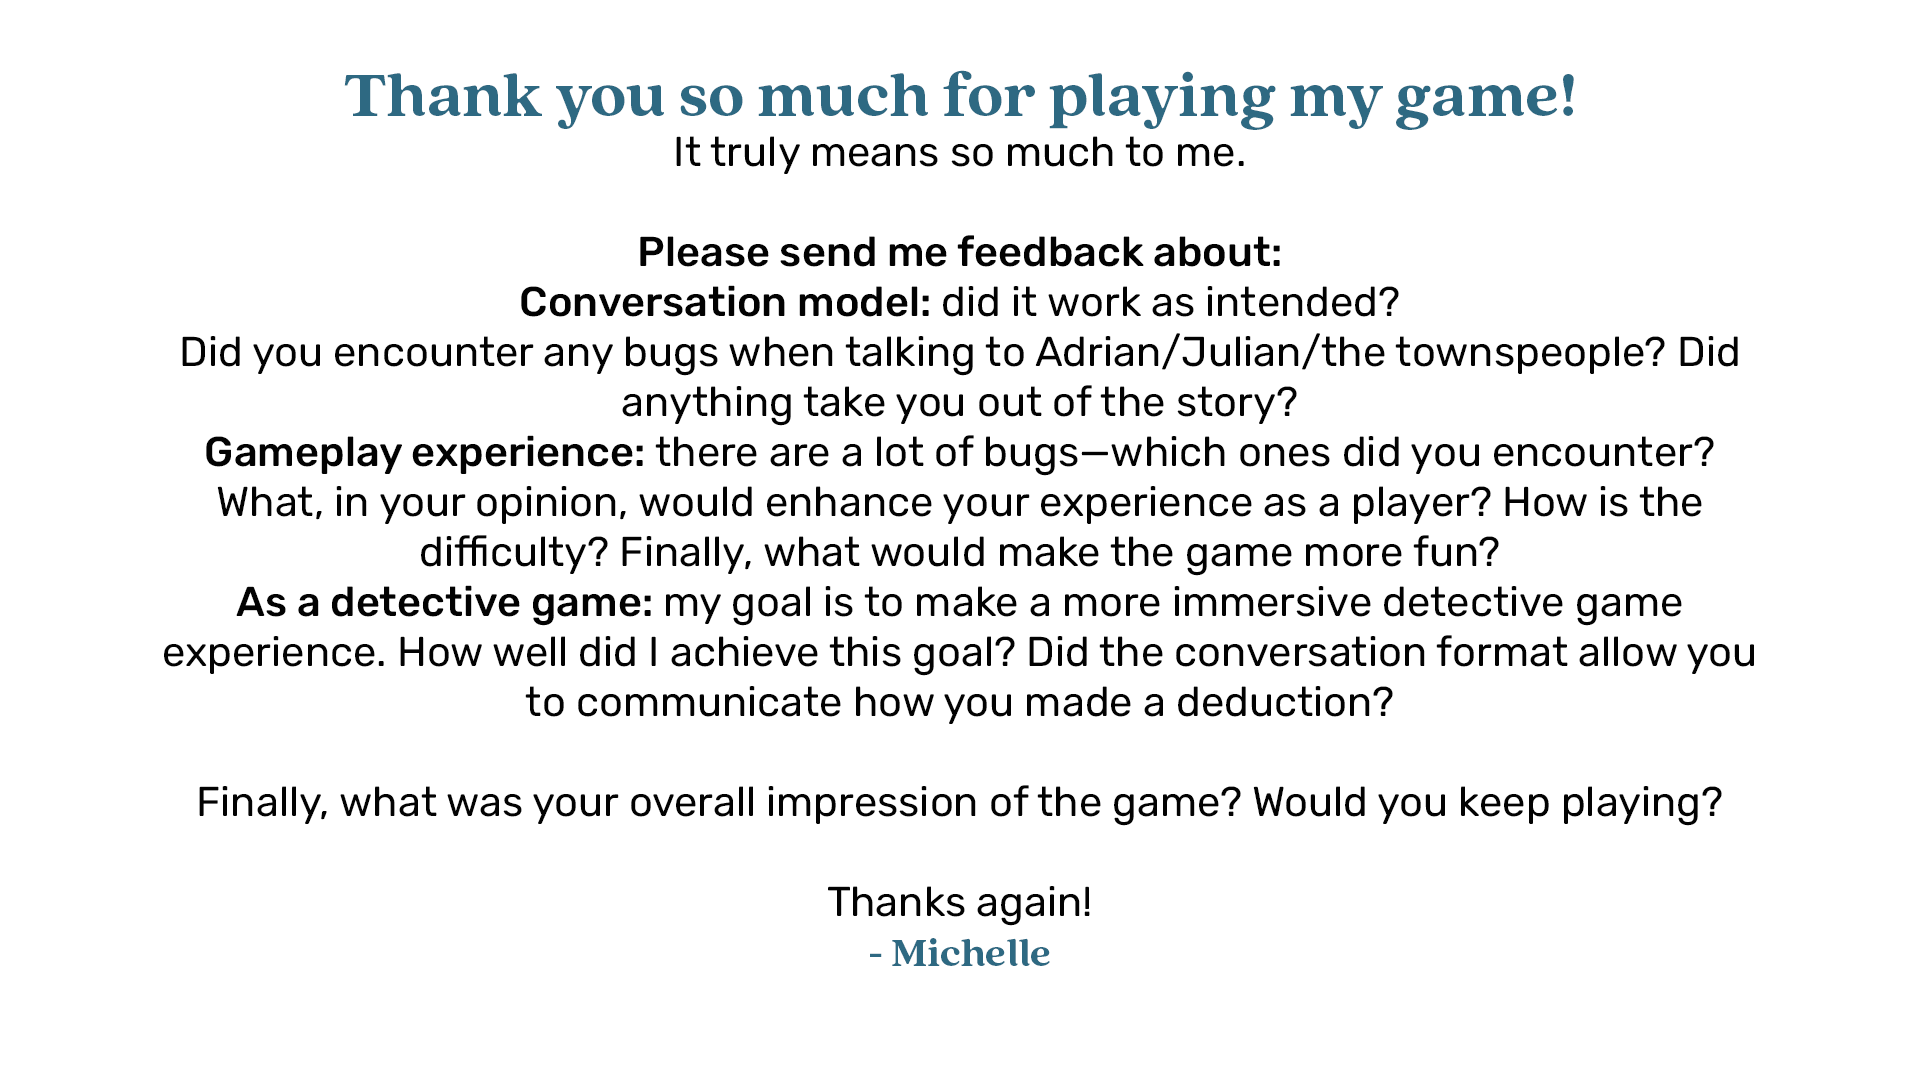 Thank you so much for playing my game!
It truly means so much to me.
Please send me feedback about:
Conversation model: did it work as intended?
Did you encounter any bugs when talking to Adrian/Julian/the townspeople? Did
anything take you out of the story?
Gameplay experience: there are a lot of bugs—which ones did you encounter?
What, in your opinion, would enhance your experience as a player? How is the
difficulty? Finally, what would make the game more fun?
As a detective game: my goal is to make a more immersive detective game
experience. How well did I achieve this goal? Did the conversation format allow you
to communicate how you made a deduction?
Finally, what was your overall impression of the game? Would you keep playing?
Thanks again!
- Michelle